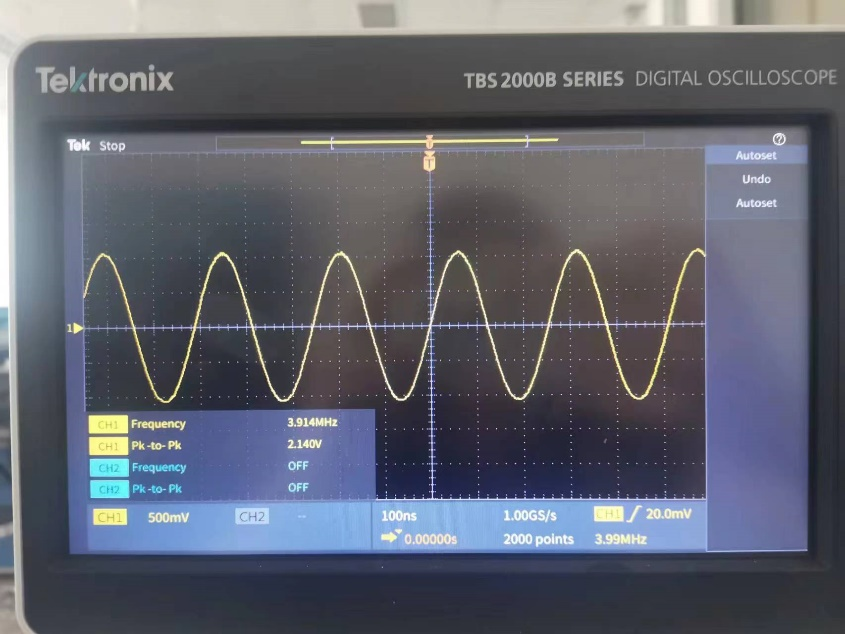 Tektronix
TBS 2000B SERIES DIGITAL OSCILLOSCOPE
Tek Stop
T
T
?
Autoset
Undo
Autoset
1
CH1 Frequency 3.914MHz
CH1 Pk-to-Pk 2.140V
CH2 Frequency OFF
CH2 Pk-to-Pk OFF
CH1 500mV CH2 -- 100ns 1.00GS/s CH1 20.0mV
0.00000s 2000 points 3.99MHz